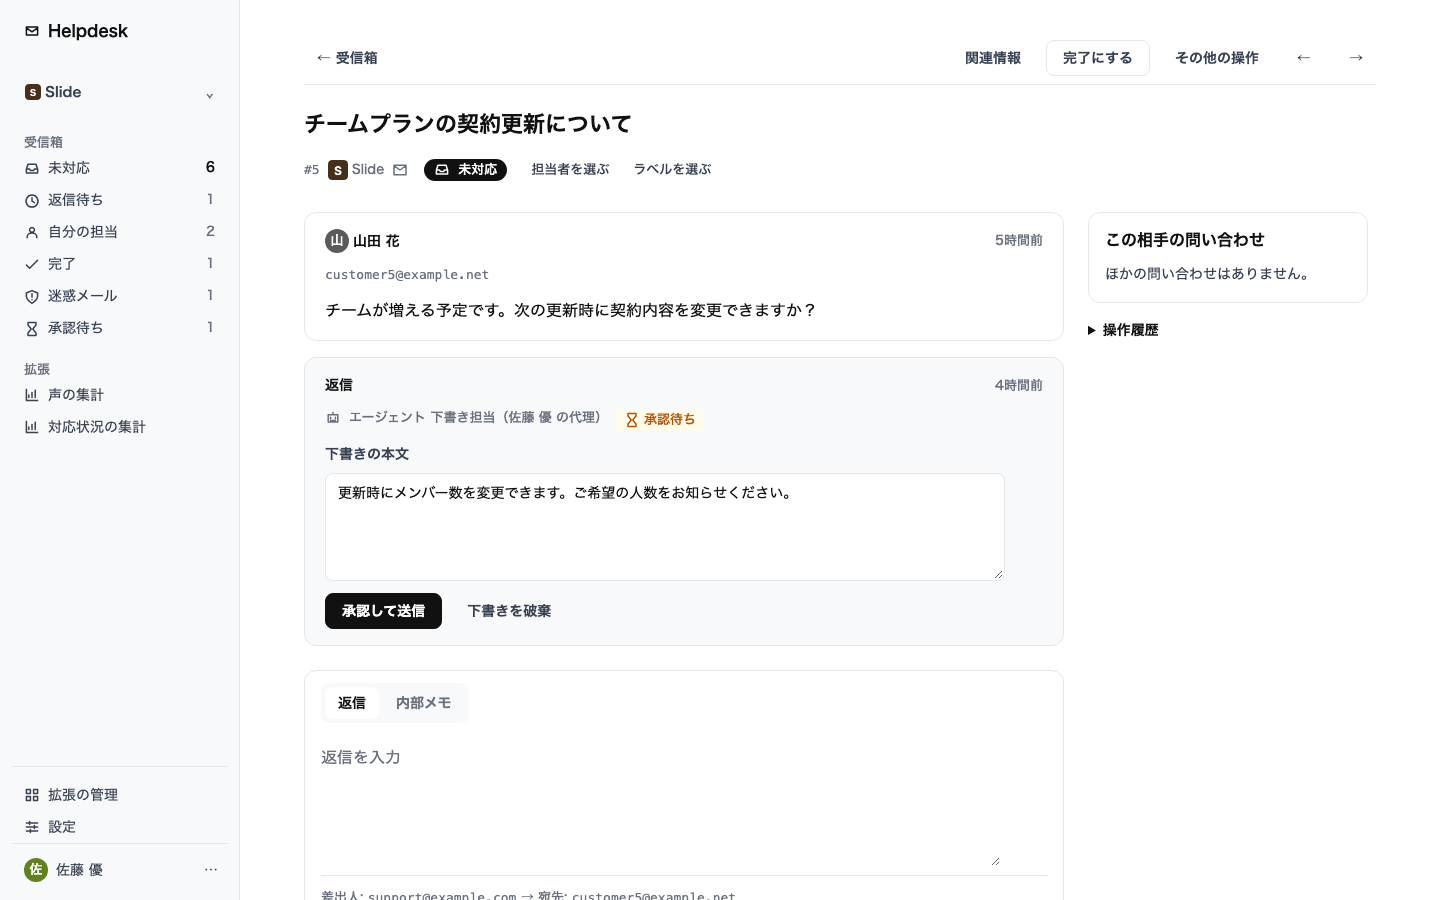 Helpdesk
S Slide
受信箱
未対応 6
返信待ち 1
自分の担当 2
完了 1
迷惑メール 1
承認待ち 1
拡張
声の集計
対応状況の集計
拡張の管理
設定
佐 佐藤 優 …
← 受信箱 関連情報 完了にする その他の操作 ← →
チームプランの契約更新について
#5 S Slide 未対応 担当者を選ぶ ラベルを選ぶ
山 山田 花 5時間前
customer5@example.net
チームが増える予定です。次の更新時に契約内容を変更できますか？
返信 4時間前
エージェント 下書き担当（佐藤 優 の代理） 承認待ち
下書きの本文
更新時にメンバー数を変更できます。ご希望の人数をお知らせください。
承認して送信 下書きを破棄
返信 内部メモ
返信を入力
差出人: support@example.com → 宛先: customer5@example.net
この相手の問い合わせ
ほかの問い合わせはありません。
▶ 操作履歴